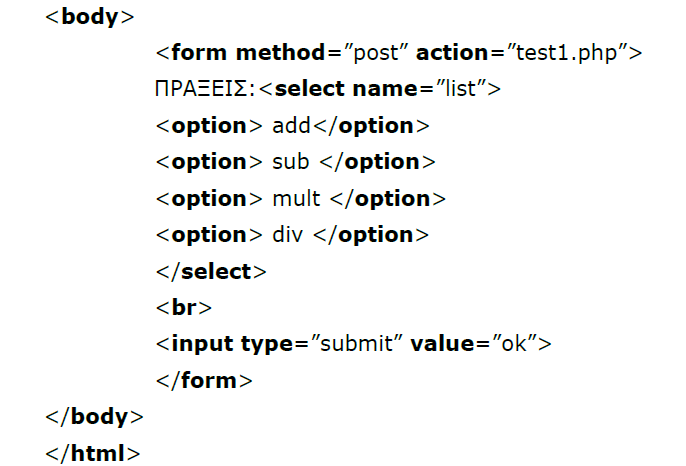 <body>
<form method=”post” action=”test1.php”>
ΠΡΑΞΕΙΣ:<select name=”list”>
<option> add</option>
<option> sub </option>
<option> mult </option>
<option> div </option>
</select>
<br>
<input type=”submit” value=”ok”>
</form>
</body>
</html>